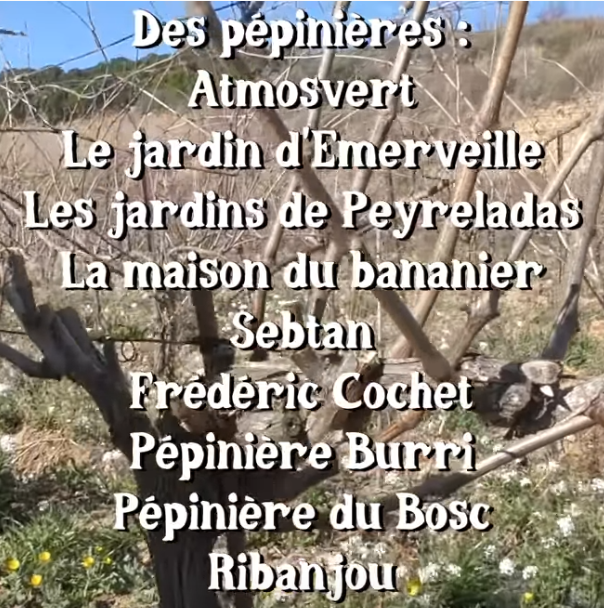 Des pépinières :
Atmosvert
Le jardin d'Emerveille
Les jardins de Peyreladas
La maison du bananier
Sebtan
Frédéric Cochet
Pépinière Burri
Pépinière du Bosc
Ribanjou